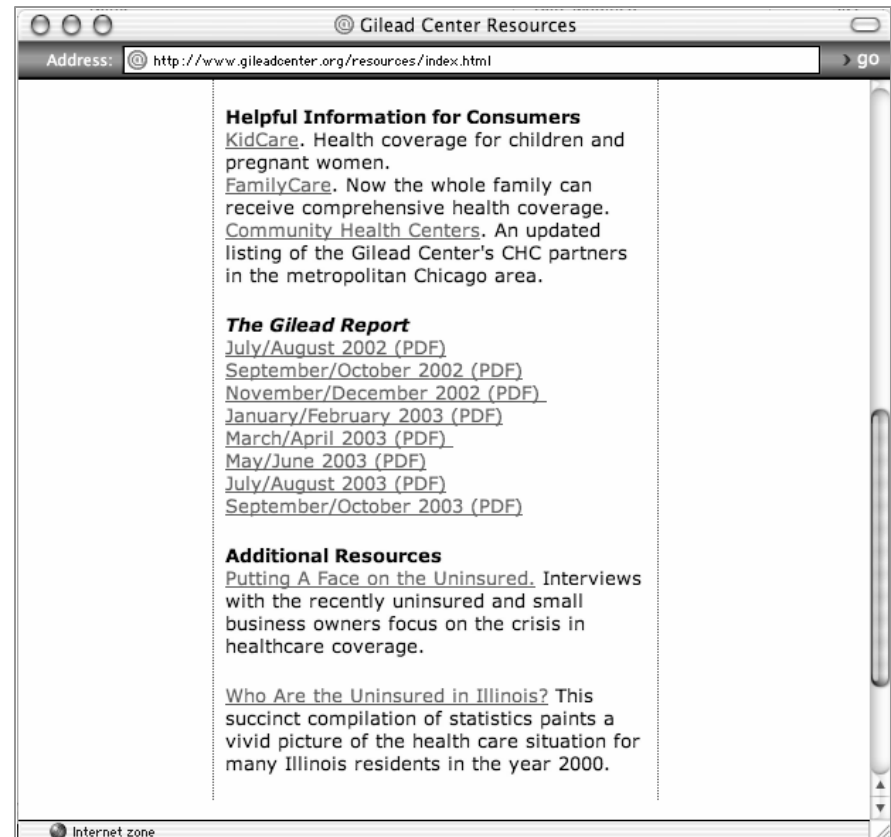 @ Gilead Center Resources
Address: @ http://www.gileadcenter.org/resources/index.html › go
Helpful Information for Consumers
KidCare. Health coverage for children and
pregnant women.
FamilyCare. Now the whole family can
receive comprehensive health coverage.
Community Health Centers. An updated
listing of the Gilead Center's CHC partners
in the metropolitan Chicago area.
The Gilead Report
July/August 2002 (PDF)
September/October 2002 (PDF)
November/December 2002 (PDF)
January/February 2003 (PDF)
March/April 2003 (PDF)
May/June 2003 (PDF)
July/August 2003 (PDF)
September/October 2003 (PDF)
Additional Resources
Putting A Face on the Uninsured. Interviews
with the recently uninsured and small
business owners focus on the crisis in
healthcare coverage.
Who Are the Uninsured in Illinois? This
succinct compilation of statistics paints a
vivid picture of the health care situation for
many Illinois residents in the year 2000.
Internet zone